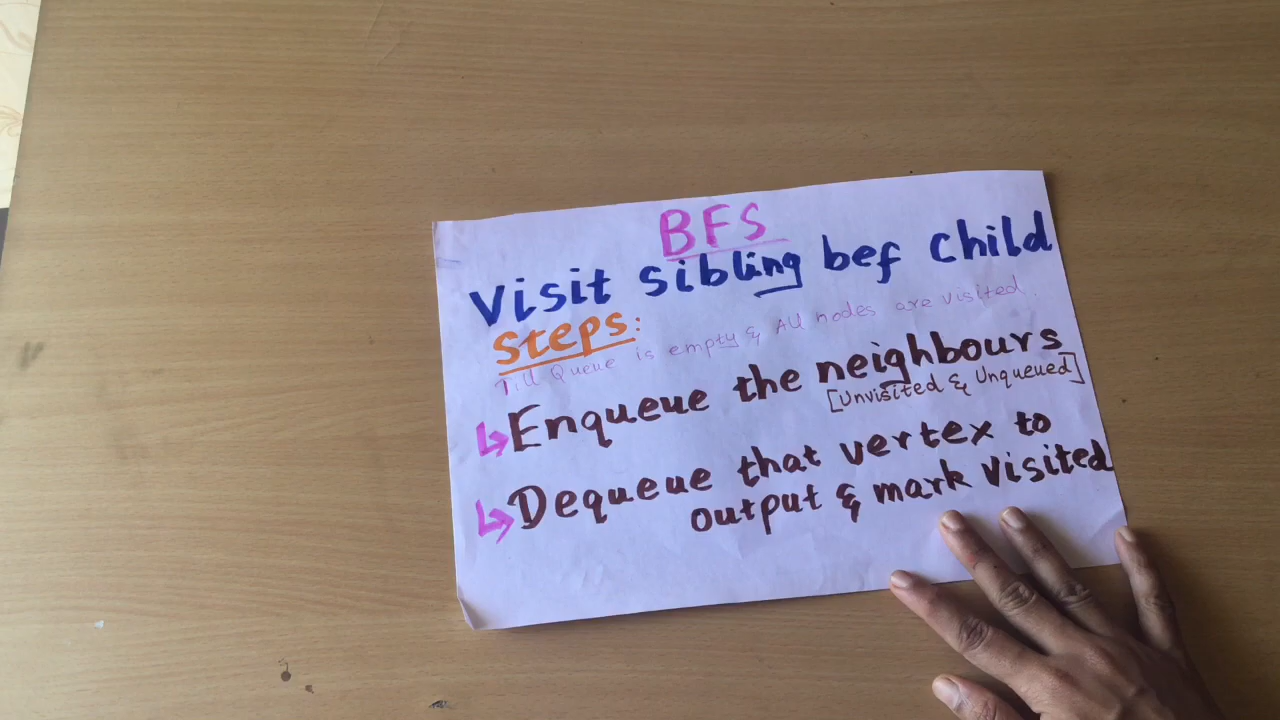 BFS
Visit sibling bef child
Steps:
Till Queue is empty & All nodes are visited.
↳ Enqueue the neighbours
[Unvisited & Unqueued]
↳ Dequeue that vertex to
output & mark visited